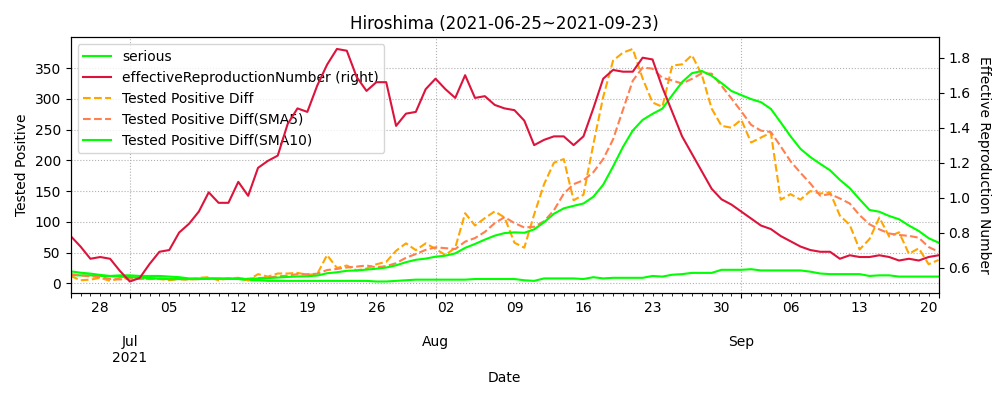 Hiroshima (2021-06-25~2021-09-23)
serious
effectiveReproductionNumber (right)
Tested Positive Diff
Tested Positive Diff(SMA5)
Tested Positive Diff(SMA10)
Tested Positive
350
300
250
200
150
100
50
0
1.8
1.6
1.4
1.2
1.0
0.8
0.6
Effective Reproduction Number
28 05 12 19 26 02 09 16 23 30 06 13 20
Jul Aug Sep
2021
Date